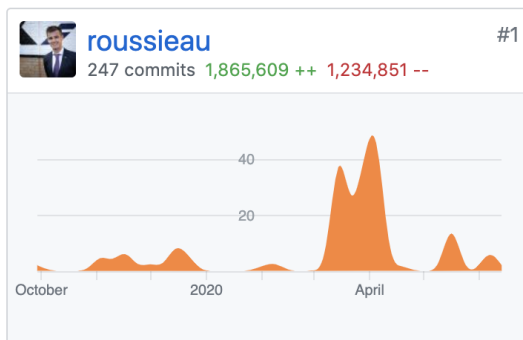 roussieau
#1
247 commits 1,865,609 ++ 1,234,851 --
40
20
October 2020 April